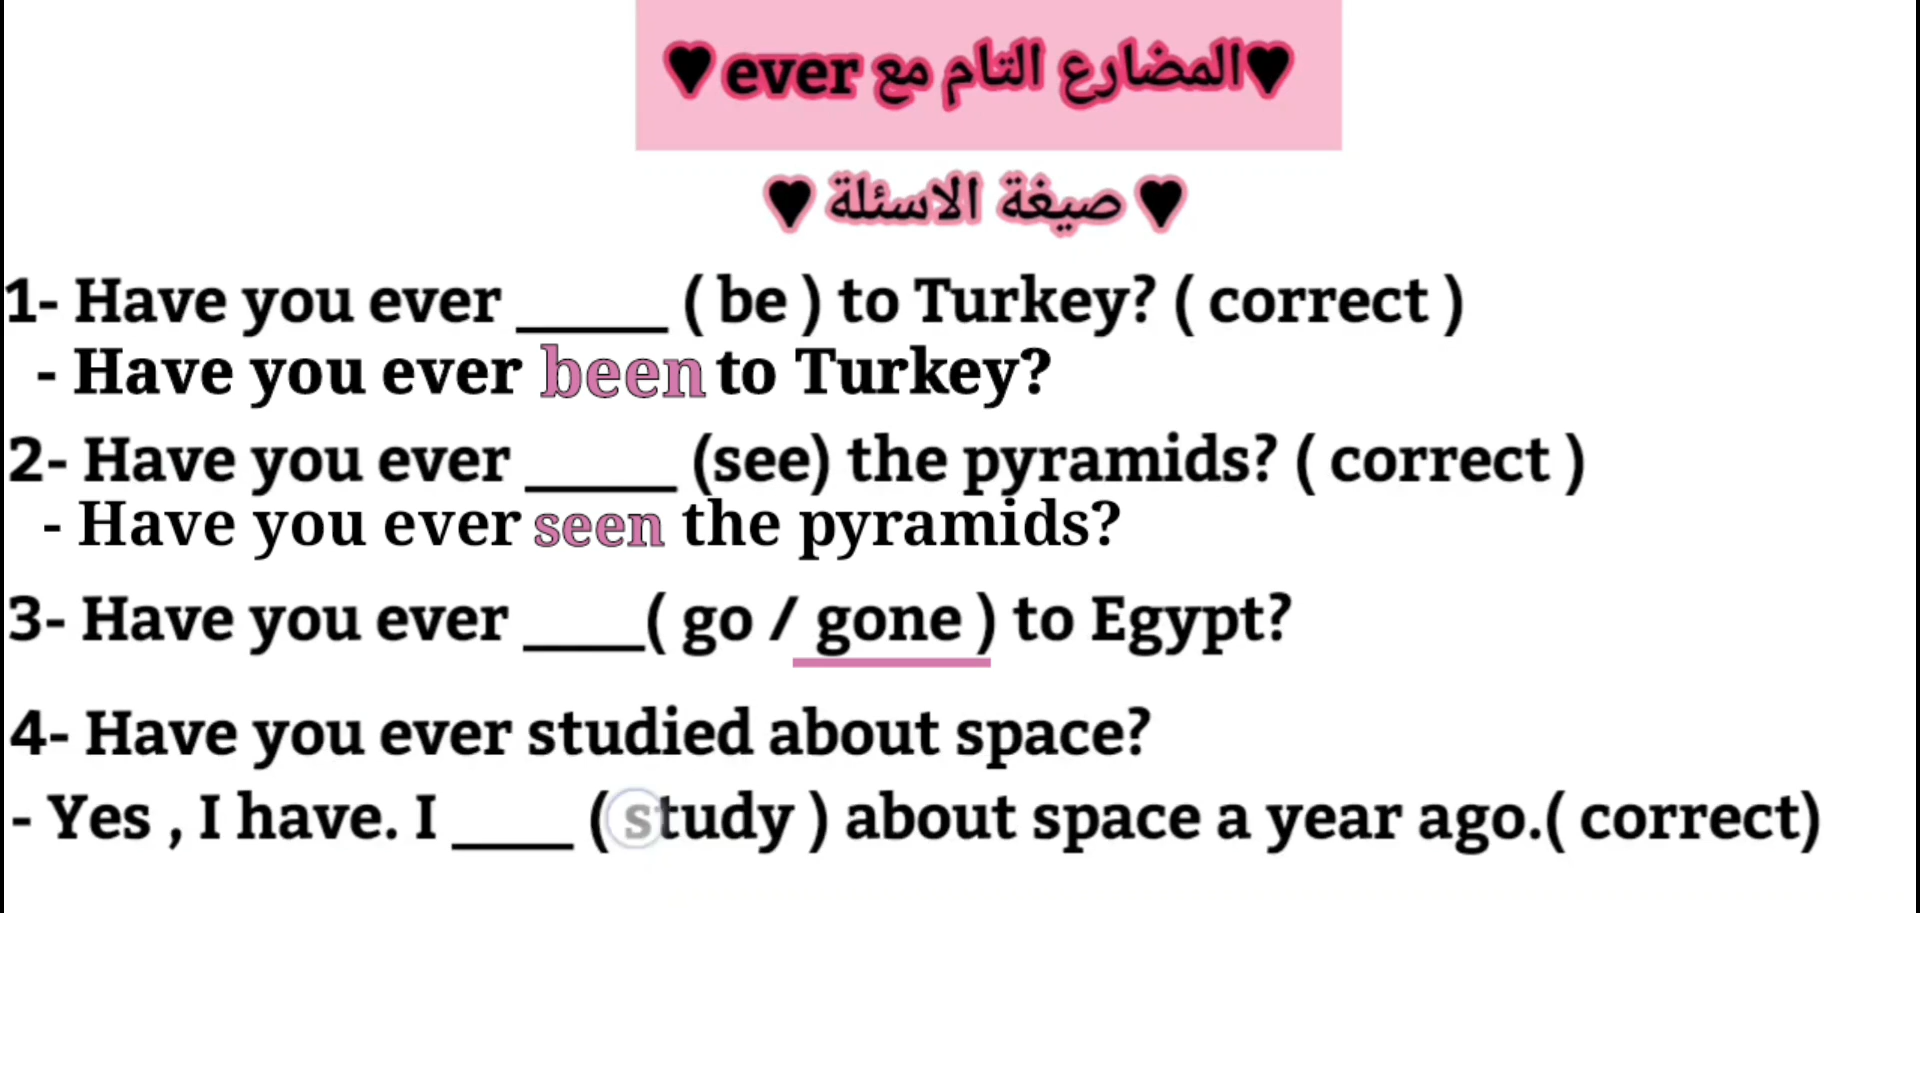 ♥المضارع التام مع ever♥
♥ صيغة الاسئلة ♥
1- Have you ever _____ ( be ) to Turkey? ( correct )
- Have you ever been to Turkey?
2- Have you ever _____ (see) the pyramids? ( correct )
- Have you ever seen the pyramids?
3- Have you ever ____( go / gone ) to Egypt?
4- Have you ever studied about space?
- Yes , I have. I ____ ( study ) about space a year ago.( correct)